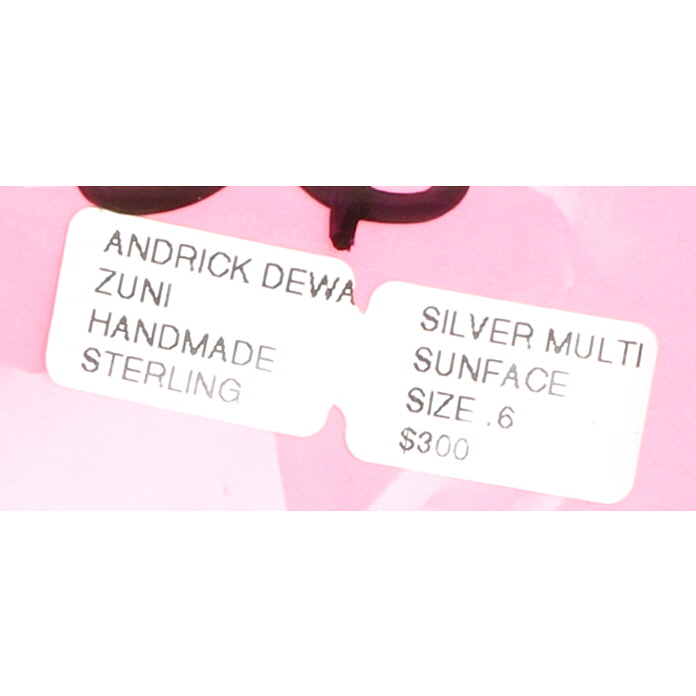 ANDRICK DEWA
ZUNI
HANDMADE
STERLING
SILVER MULTI
SUNFACE
SIZE .6
$300